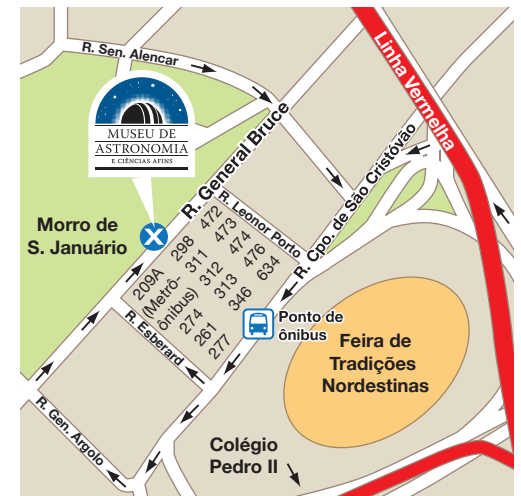 R. Sen. Alencar
Linha Vermelha
MUSEU DE
ASTRONOMIA
E CIÊNCIAS AFINS
R. General Bruce
R. Cpo. de São Cristóvão
R. Leonor Porto
Morro de
S. Januário
209A 298 472
(Metrô- 311 473
ônibus) 312 474
274 313 476
261 346 634
277
R. Esberard
Ponto de
ônibus
Feira de
Tradições
Nordestinas
R. Gen. Argolo
Colégio
Pedro II